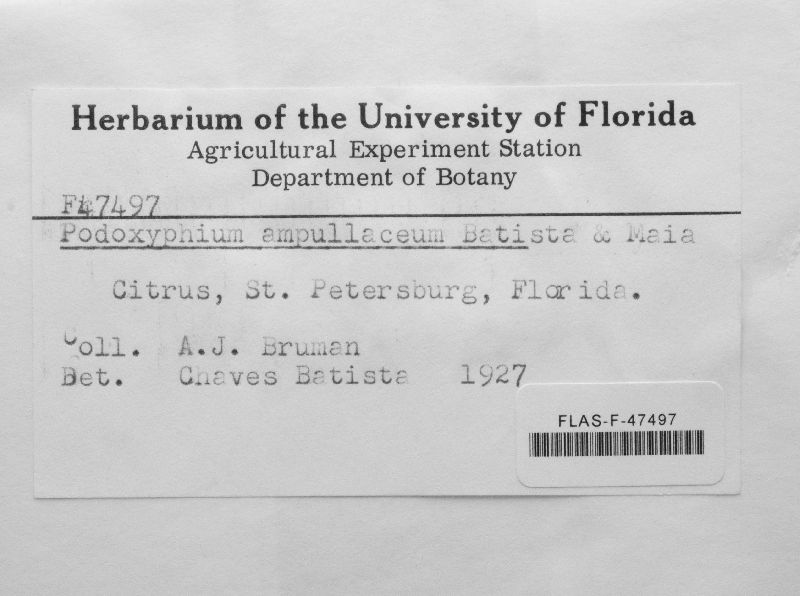 Herbarium of the University of Florida
Agricultural Experiment Station
Department of Botany
F47497
Podoxyphium ampullaceum Batista & Maia
Citrus, St. Petersburg, Florida.
Coll. A.J. Bruman
Det. Chaves Batista 1927
FLAS-F-47497